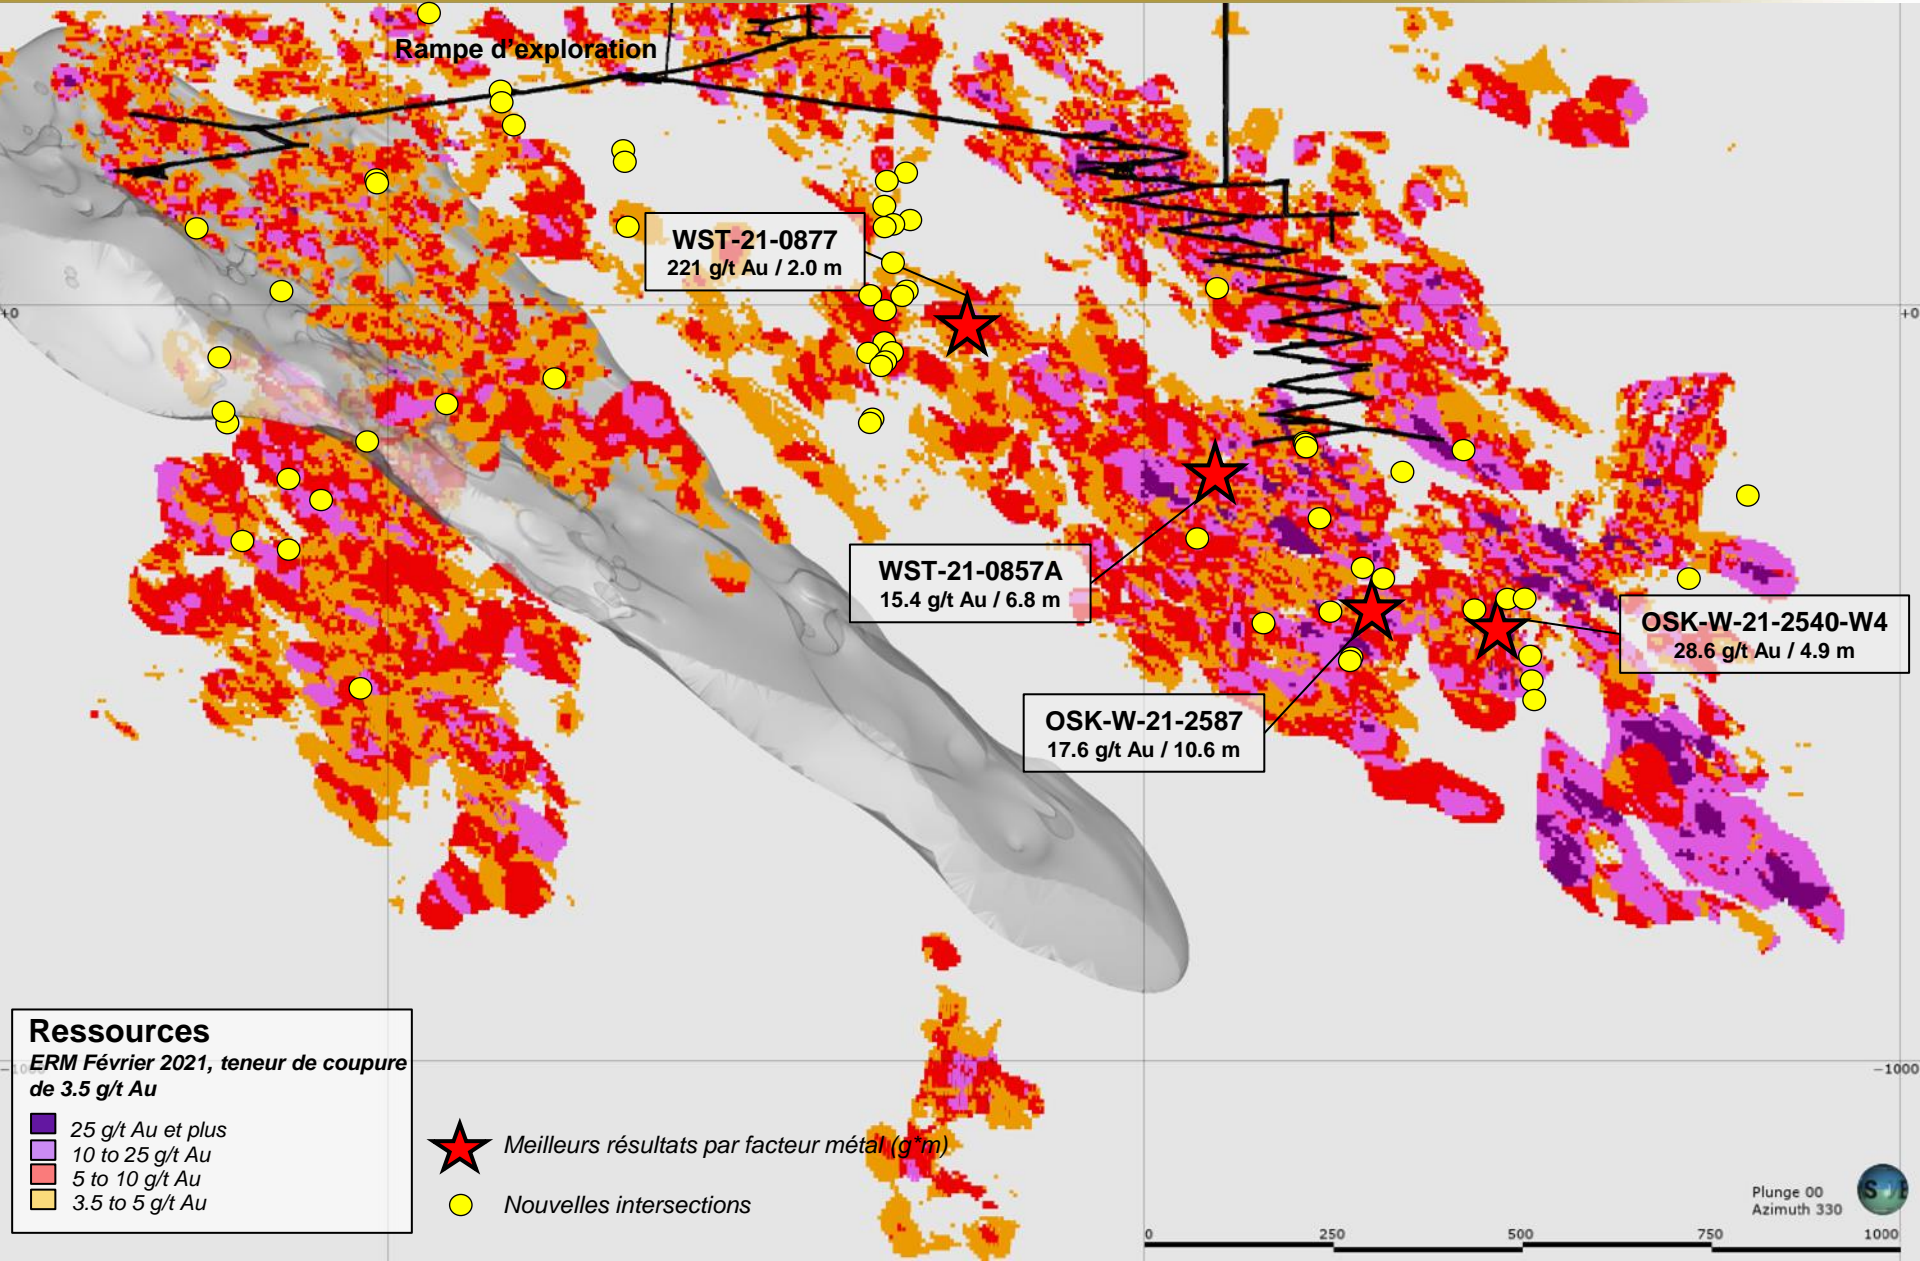 Rampe d'exploration
WST-21-0877
221 g/t Au / 2.0 m
+0
+0
WST-21-0857A
15.4 g/t Au / 6.8 m
OSK-W-21-2540-W4
28.6 g/t Au / 4.9 m
OSK-W-21-2587
17.6 g/t Au / 10.6 m
Ressources
ERM Février 2021, teneur de coupure
de 3.5 g/t Au
25 g/t Au et plus
10 to 25 g/t Au
5 to 10 g/t Au
3.5 to 5 g/t Au
−1000
−1000
Meilleurs résultats par facteur métal (g*m)
Nouvelles intersections
Plunge 00
Azimuth 330
S
0 250 500 750 1000